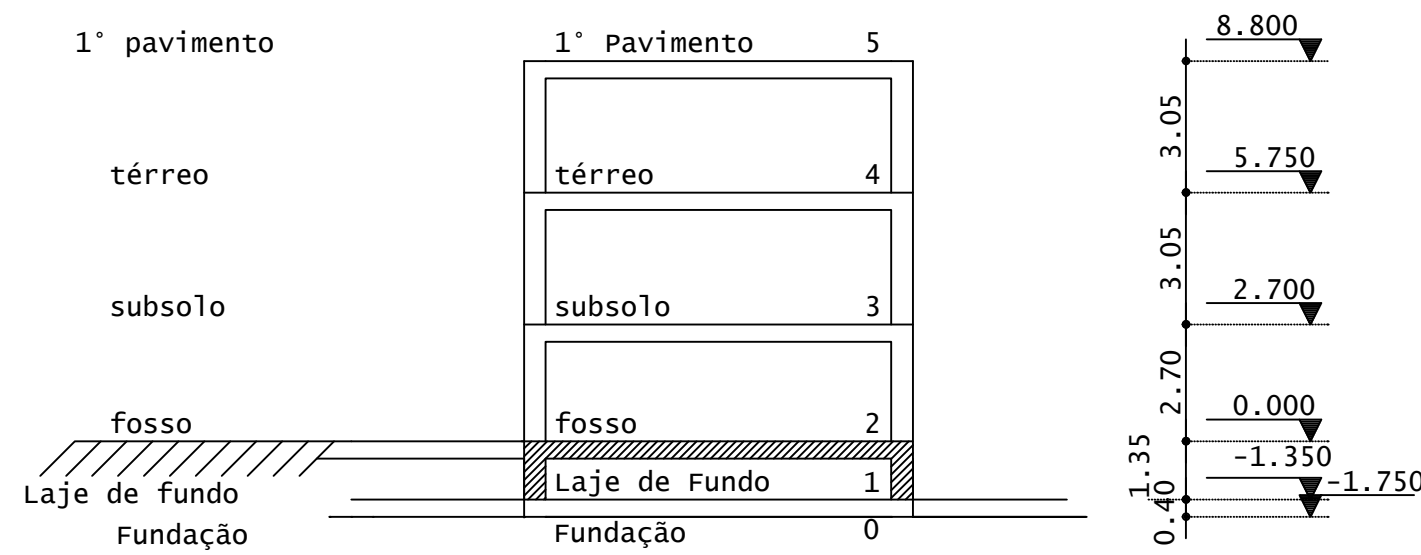 1° pavimento 1° Pavimento 5 8.800
3.05
térreo térreo 4 5.750
3.05
subsolo subsolo 3 2.700
2.70
fosso fosso 2 0.000
1.35 -1.350
Laje de fundo Laje de Fundo 1 -1.750
0.40
Fundação Fundação 0